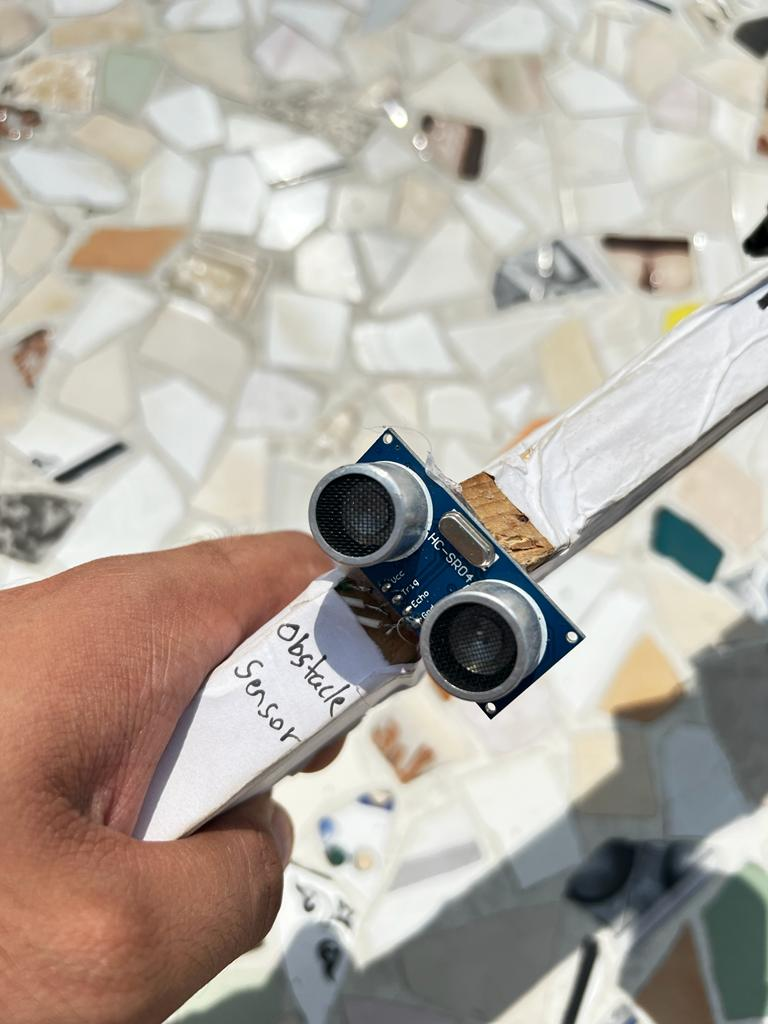 HC-SR04
Vcc
Trig
Echo
Gnd
Obstacle
Sensor